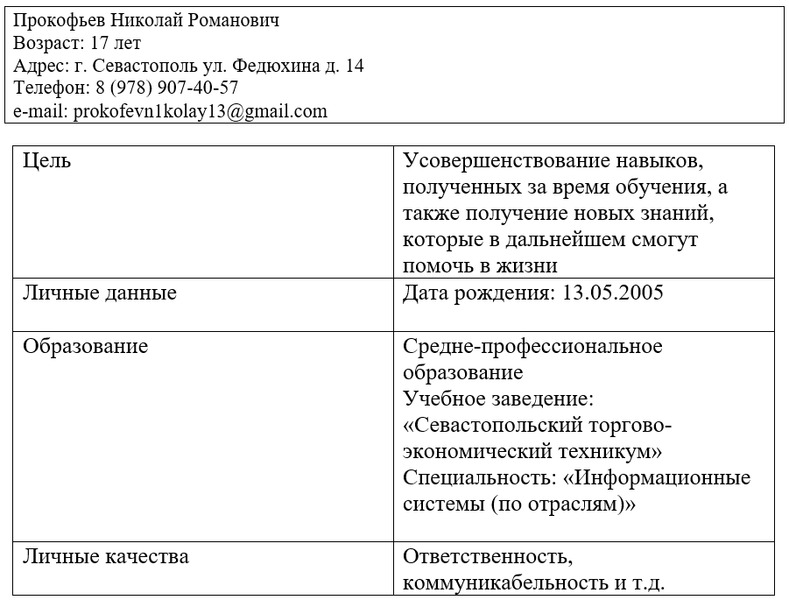 Прокофьев Николай Романович
Возраст: 17 лет
Адрес: г. Севастополь ул. Федюхина д. 14
Телефон: 8 (978) 907-40-57
e-mail: prokofevn1kolay13@gmail.com
Цель
Усовершенствование навыков,
полученных за время обучения, а
также получение новых знаний,
которые в дальнейшем смогут
помочь в жизни
Личные данные
Дата рождения: 13.05.2005
Образование
Средне-профессиональное
образование
Учебное заведение:
«Севастопольский торгово-
экономический техникум»
Специальность: «Информационные
системы (по отраслям)»
Личные качества
Ответственность,
коммуникабельность и т.д.